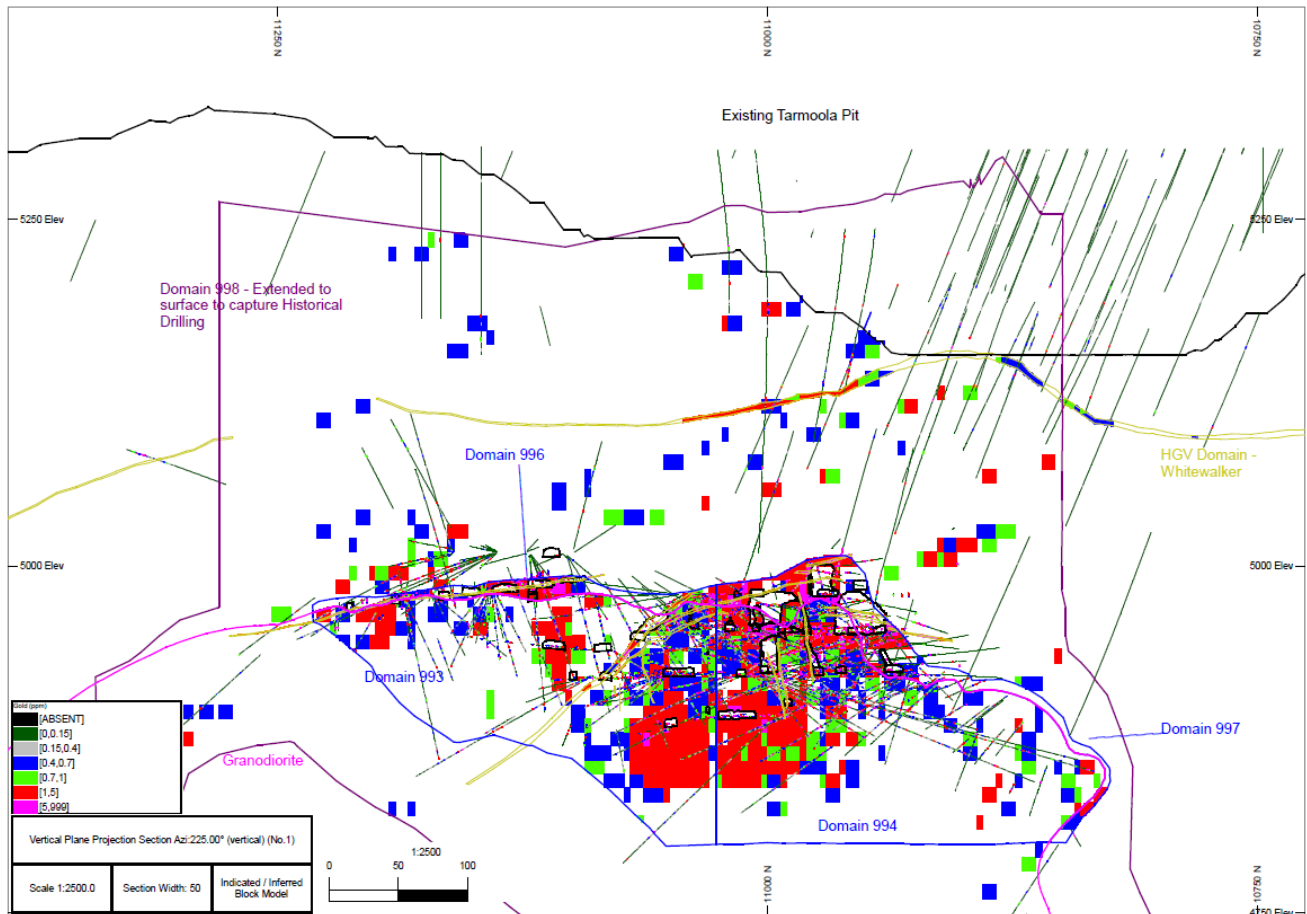 11250 N
11000 N
10750 N
Existing Tarmoola Pit
5250 Elev
5250 Elev
Domain 998 - Extended to
surface to capture Historical
Drilling
Domain 996
HGV Domain -
Whitewalker
5000 Elev
5000 Elev
Domain 993
Gold (ppm)
[ABSENT]
[0,0.15]
[0.15,0.4]
[0.4,0.7]
[0.7,1]
[1,5]
[5,999]
Granodiorite
Domain 997
Domain 994
Vertical Plane Projection Section Azi:225.00° (vertical) (No.1)
Scale 1:2500.0
Section Width: 50
Indicated / Inferred
Block Model
1:2500
0
50
100
11000 N
10750 N
4750 Elev